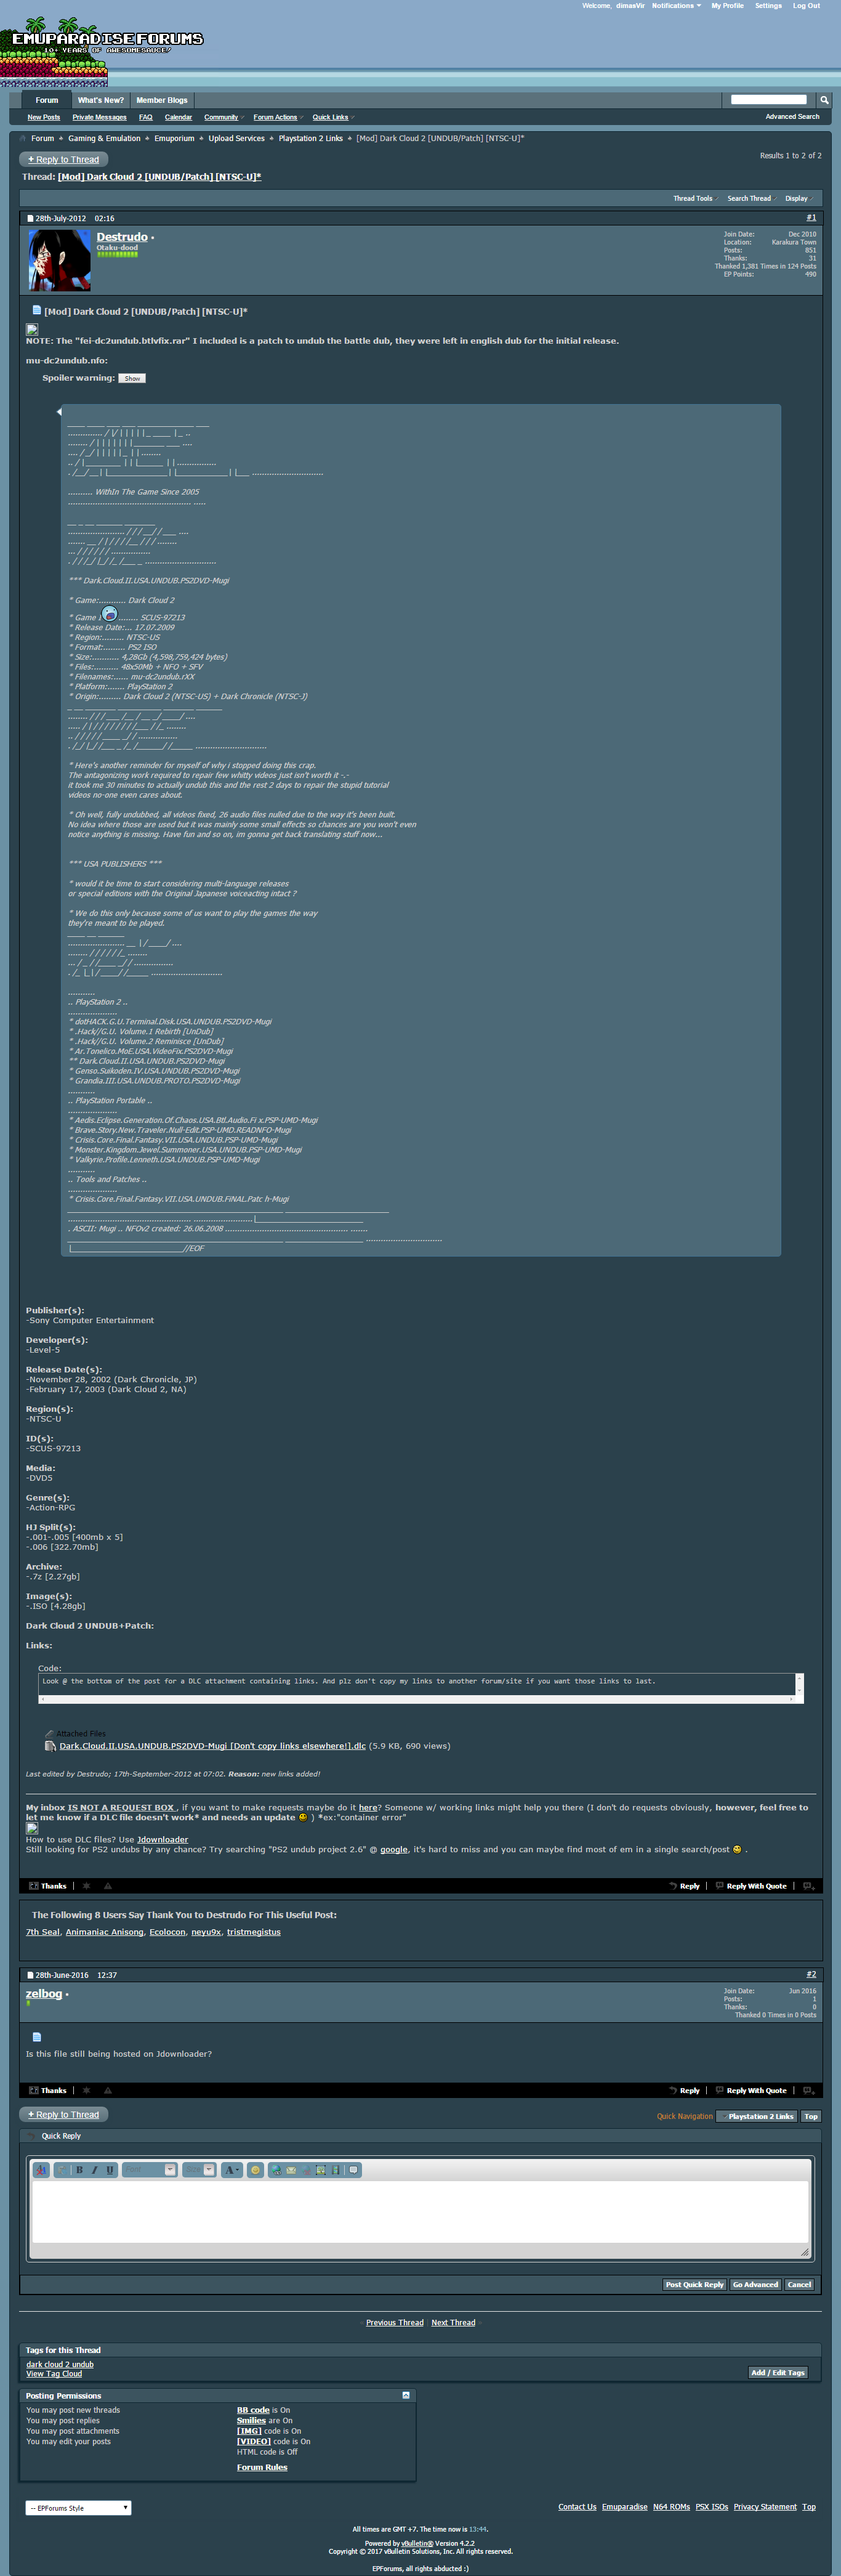 Welcome, dimasVir Notifications My Profile Settings Log Out
EMUPARADISE FORUMS
10+ YEARS OF AWESOMESAUCE!
Forum What's New? Member Blogs
New Posts Private Messages FAQ Calendar Community Forum Actions Quick Links Advanced Search
Forum Gaming & Emulation Emuporium Upload Services Playstation 2 Links [Mod] Dark Cloud 2 [UNDUB/Patch] [NTSC-U]*
+ Reply to Thread
Results 1 to 2 of 2
Thread: [Mod] Dark Cloud 2 [UNDUB/Patch] [NTSC-U]*
Thread Tools Search Thread Display
28th-July-2012 02:16 #1
Destrudo
Otaku-dood
Join Date: Dec 2010
Location: Karakura Town
Posts: 851
Thanks: 31
Thanked 1,381 Times in 124 Posts
EP Points: 490
[Mod] Dark Cloud 2 [UNDUB/Patch] [NTSC-U]*
NOTE: The "fei-dc2undub.btlvfix.rar" I included is a patch to undub the battle dub, they were left in english dub for the initial release.
mu-dc2undub.nfo:
Spoiler warning: Show
.......... WithIn The Game Since 2005
*** Dark.Cloud.II.USA.UNDUB.PS2DVD-Mugi
* Game:........... Dark Cloud 2
* Game I ........ SCUS-97213
* Release Date:... 17.07.2009
* Region:......... NTSC-US
* Format:......... PS2 ISO
* Size:........... 4,28Gb (4,598,759,424 bytes)
* Files:.......... 48x50Mb + NFO + SFV
* Filenames:...... mu-dc2undub.rXX
* Platform:....... PlayStation 2
* Origin:......... Dark Cloud 2 (NTSC-US) + Dark Chronicle (NTSC-J)
* Here's another reminder for myself of why i stopped doing this crap.
The antagonizing work required to repair few whitty videos just isn't worth it -.-
it took me 30 minutes to actually undub this and the rest 2 days to repair the stupid tutorial
videos no-one even cares about.
* Oh well, fully undubbed, all videos fixed, 26 audio files nulled due to the way it's been built.
No idea where those are used but it was mainly some small effects so chances are you won't even
notice anything is missing. Have fun and so on, im gonna get back translating stuff now...
*** USA PUBLISHERS ***
* would it be time to start considering multi-language releases
or special editions with the Original Japanese voiceacting intact ?
* We do this only because some of us want to play the games the way
they're meant to be played.
.. PlayStation 2 ..
* dotHACK.G.U.Terminal.Disk.USA.UNDUB.PS2DVD-Mugi
* .Hack//G.U. Volume.1 Rebirth [UnDub]
* .Hack//G.U. Volume.2 Reminisce [UnDub]
* Ar.Tonelico.MoE.USA.VideoFix.PS2DVD-Mugi
** Dark.Cloud.II.USA.UNDUB.PS2DVD-Mugi
* Genso.Suikoden.IV.USA.UNDUB.PS2DVD-Mugi
* Grandia.III.USA.UNDUB.PROTO.PS2DVD-Mugi
.. PlayStation Portable ..
* Aedis.Eclipse.Generation.Of.Chaos.USA.Btl.Audio.Fi x.PSP-UMD-Mugi
* Brave.Story.New.Traveler.Null-Edit.PSP-UMD.READNFO-Mugi
* Crisis.Core.Final.Fantasy.VII.USA.UNDUB.PSP-UMD-Mugi
* Monster.Kingdom.Jewel.Summoner.USA.UNDUB.PSP-UMD-Mugi
* Valkyrie.Profile.Lenneth.USA.UNDUB.PSP-UMD-Mugi
.. Tools and Patches ..
* Crisis.Core.Final.Fantasy.VII.USA.UNDUB.FiNAL.Patc h-Mugi
. ASCII: Mugi .. NFOv2 created: 26.06.2008
//EOF
Publisher(s):
-Sony Computer Entertainment
Developer(s):
-Level-5
Release Date(s):
-November 28, 2002 (Dark Chronicle, JP)
-February 17, 2003 (Dark Cloud 2, NA)
Region(s):
-NTSC-U
ID(s):
-SCUS-97213
Media:
-DVD5
Genre(s):
-Action-RPG
HJ Split(s):
-.001-.005 [400mb x 5]
-.006 [322.70mb]
Archive:
-.7z [2.27gb]
Image(s):
-.ISO [4.28gb]
Dark Cloud 2 UNDUB+Patch:
Links:
Code:
Look @ the bottom of the post for a DLC attachment containing links. And plz don't copy my links to another forum/site if you want those links to last.
Attached Files
Dark.Cloud.II.USA.UNDUB.PS2DVD-Mugi [Don't copy links elsewhere!].dlc (5.9 KB, 690 views)
Last edited by Destrudo; 17th-September-2012 at 07:02. Reason: new links added!
My inbox IS NOT A REQUEST BOX , if you want to make requests maybe do it here? Someone w/ working links might help you there (I don't do requests obviously, however, feel free to
let me know if a DLC file doesn't work* and needs an update ) *ex:"container error"
How to use DLC files? Use Jdownloader
Still looking for PS2 undubs by any chance? Try searching "PS2 undub project 2.6" @ google, it's hard to miss and you can maybe find most of em in a single search/post .
Thanks Reply Reply With Quote
The Following 8 Users Say Thank You to Destrudo For This Useful Post:
7th Seal, Animaniac Anisong, Ecolocon, neyu9x, tristmegistus
28th-June-2016 12:37 #2
zelbog
Join Date: Jun 2016
Posts: 1
Thanks: 0
Thanked 0 Times in 0 Posts
Is this file still being hosted on Jdownloader?
Thanks Reply Reply With Quote
+ Reply to Thread
Quick Navigation Playstation 2 Links Top
Quick Reply
Post Quick Reply Go Advanced Cancel
Previous Thread Next Thread
Tags for this Thread
dark cloud 2 undub
View Tag Cloud
Add / Edit Tags
Posting Permissions
You may post new threads
You may post replies
You may post attachments
You may edit your posts
BB code is On
Smilies are On
[IMG] code is On
[VIDEO] code is On
HTML code is Off
Forum Rules
-- EPForums Style
Contact Us Emuparadise N64 ROMs PSX ISOs Privacy Statement Top
All times are GMT +7. The time now is 13:44.
Powered by vBulletin® Version 4.2.2
Copyright © 2017 vBulletin Solutions, Inc. All rights reserved.
EPForums, all rights abducted :)